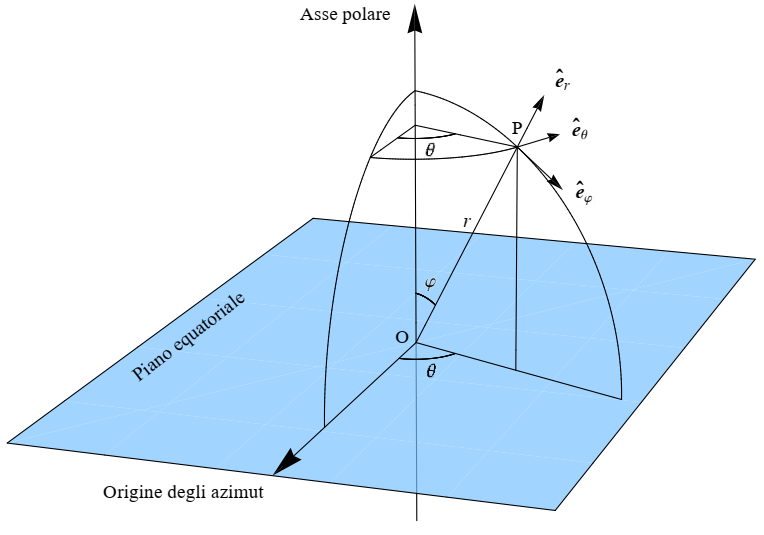 Asse polare
ê_r
P
ê_θ
θ
ê_φ
r
φ
Piano equatoriale
O
θ
Origine degli azimut